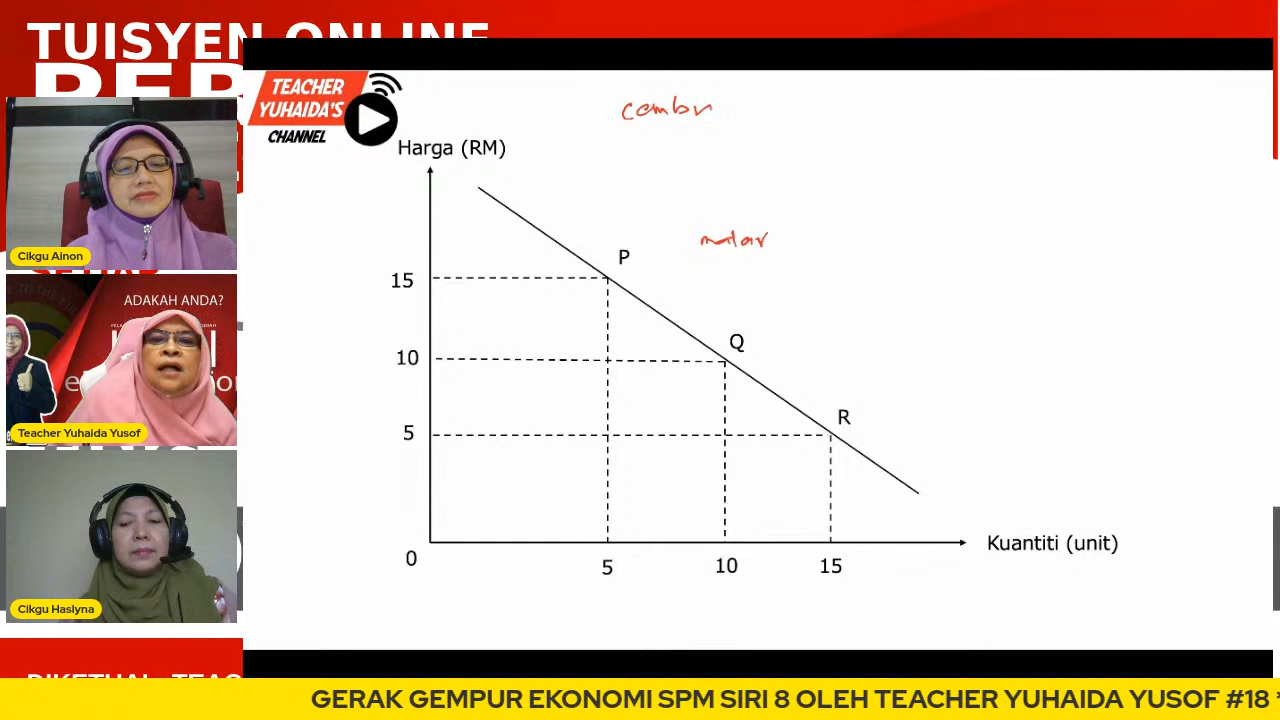 TUISYEN ONLINE
TEACHER
YUHAIDA'S
CHANNEL
Harga (RM)
P
15
Q
10
R
5
0
5
10
15
Kuantiti (unit)
Cikgu Ainon
ADAKAH ANDA?
Teacher Yuhaida Yusof
Cikgu Haslyna
GERAK GEMPUR EKONOMI SPM SIRI 8 OLEH TEACHER YUHAIDA YUSOF #18